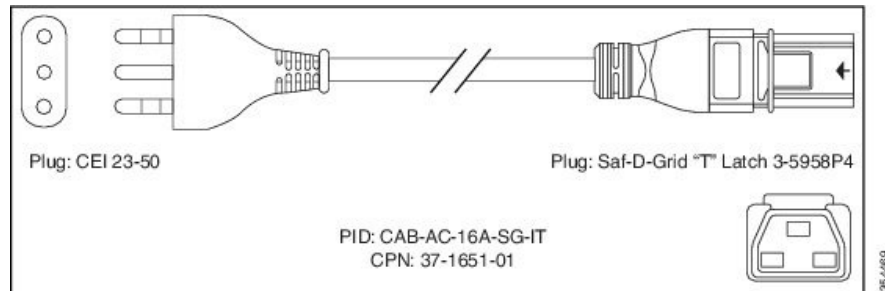 Plug: CEI 23-50
Plug: Saf-D-Grid “T” Latch 3-5958P4
PID: CAB-AC-16A-SG-IT
CPN: 37-1651-01